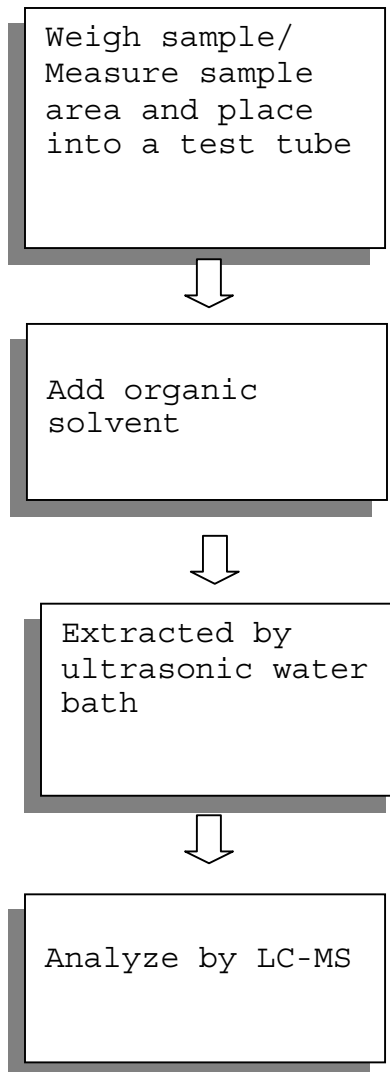 Weigh sample/
Measure sample
area and place
into a test tube
Add organic
solvent
Extracted by
ultrasonic water
bath
Analyze by LC-MS